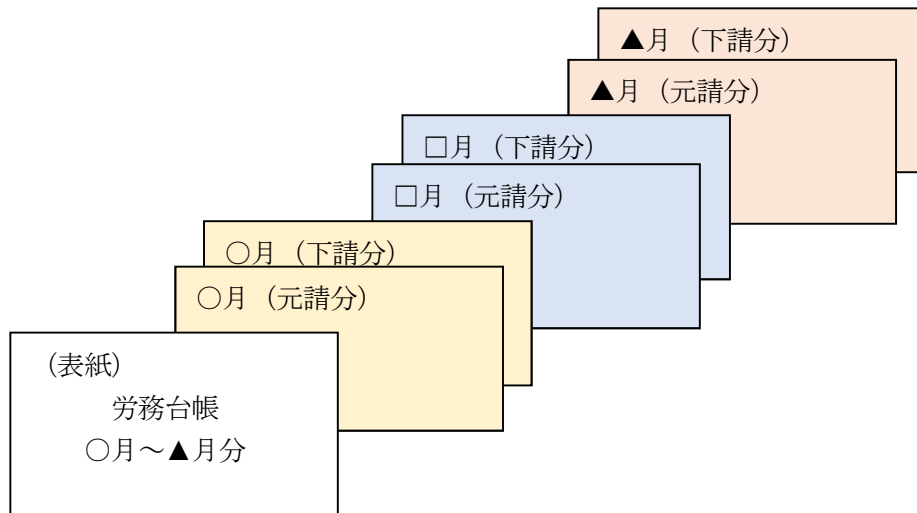 ▲月（下請分）
▲月（元請分）
□月（下請分）
□月（元請分）
○月（下請分）
○月（元請分）
（表紙）
労務台帳
○月～▲月分